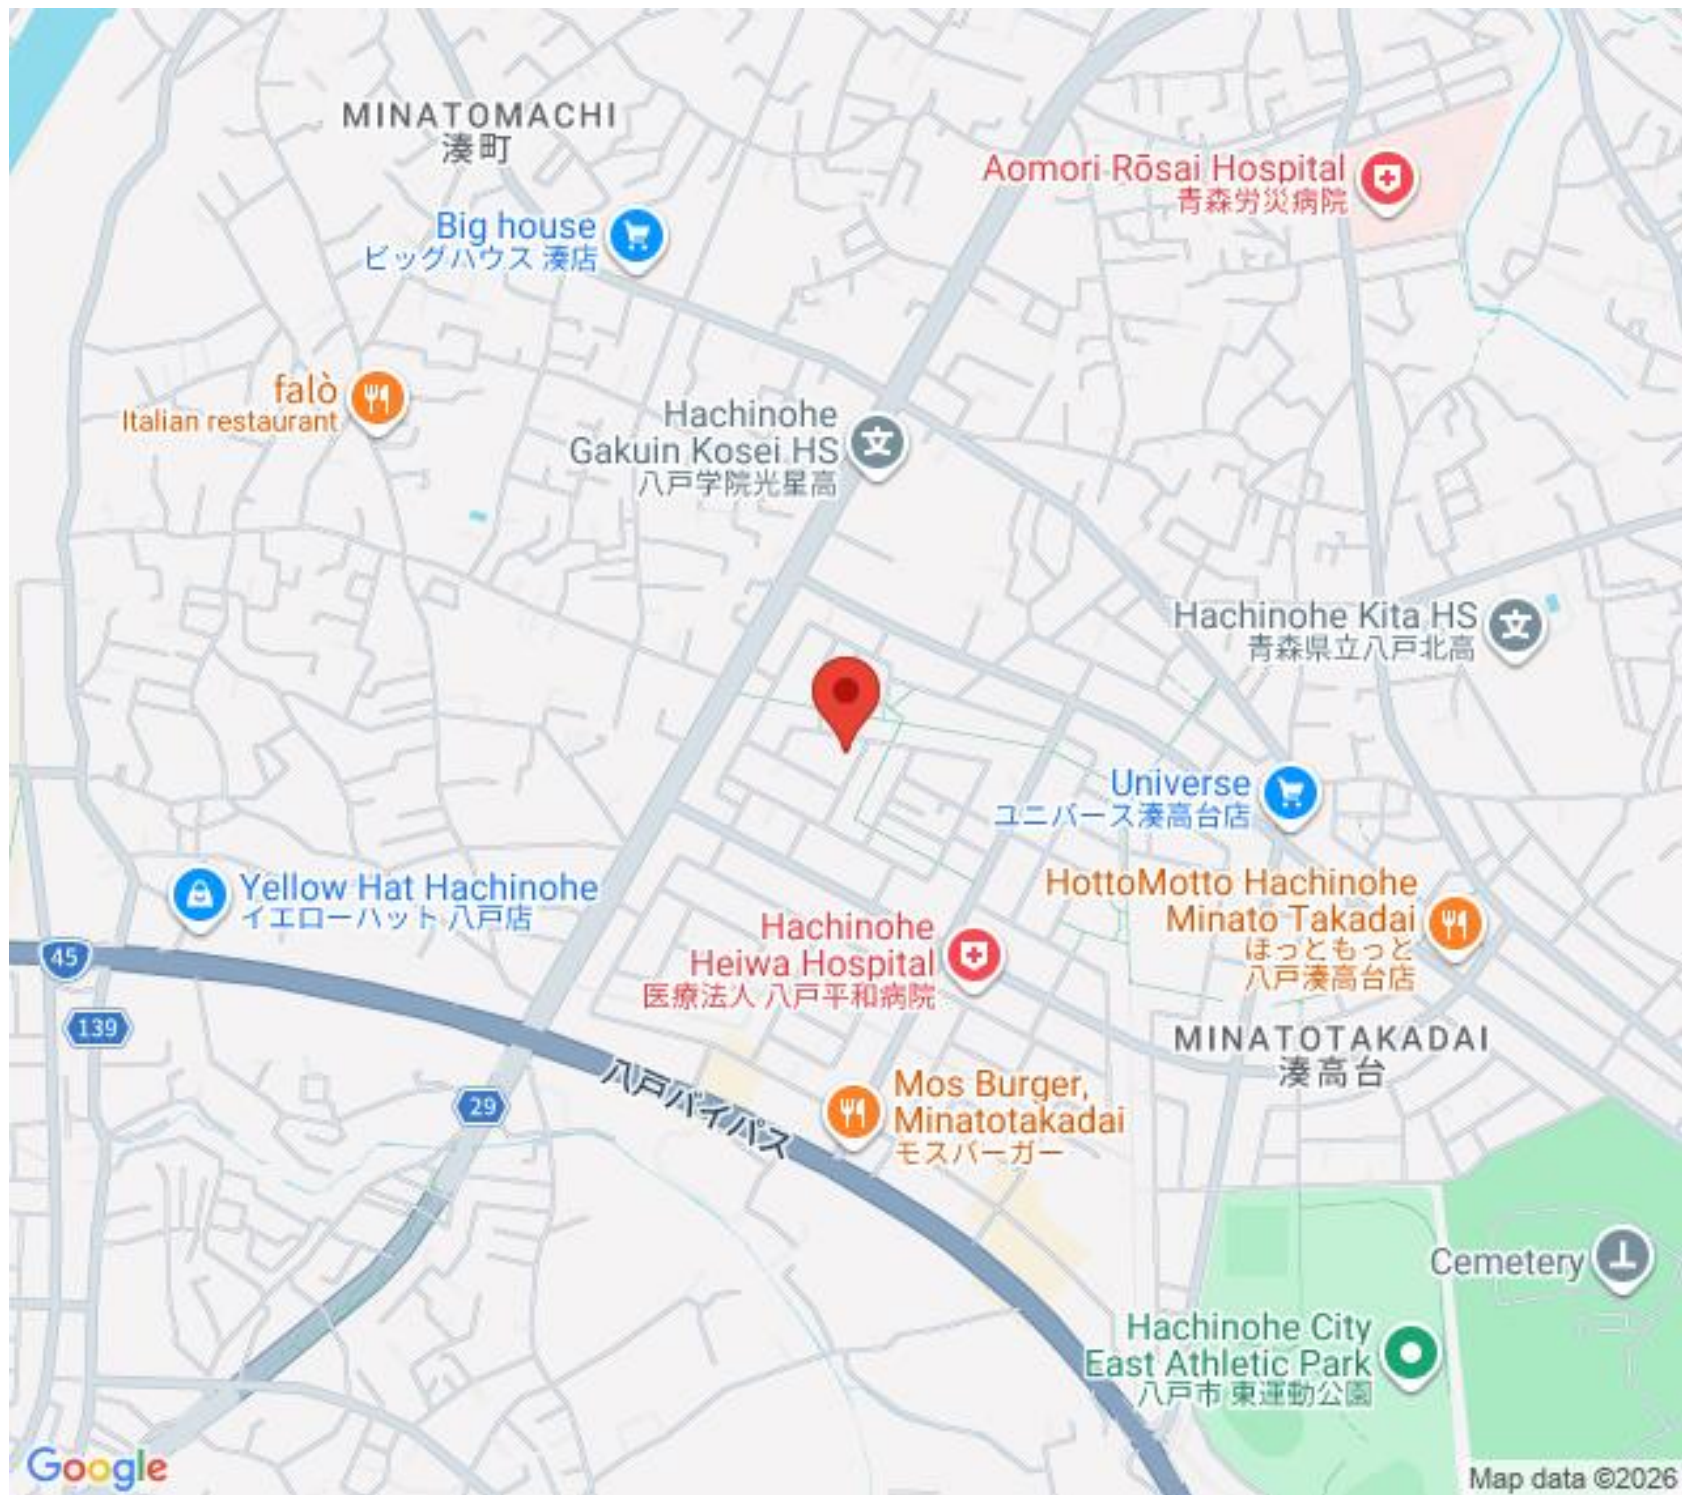 MINATOMACHI
湊町
Aomori Rōsai Hospital
青森労災病院
Big house
ビッグハウス 湊店
falò
Italian restaurant
Hachinohe
Gakuin Kosei HS
八戸学院光星高
Hachinohe Kita HS
青森県立八戸北高
Universe
ユニバース湊高台店
Yellow Hat Hachinohe
イエローハット 八戸店
HottoMotto Hachinohe
Minato Takadai
ほっともっと
八戸湊高台店
Hachinohe
Heiwa Hospital
医療法人 八戸平和病院
45
139
MINATOTAKADAI
湊高台
八戸バイパス
29
Mos Burger,
Minatotakadai
モスバーガー
Cemetery
Hachinohe City
East Athletic Park
八戸市 東運動公園
Google
Map data ©2026